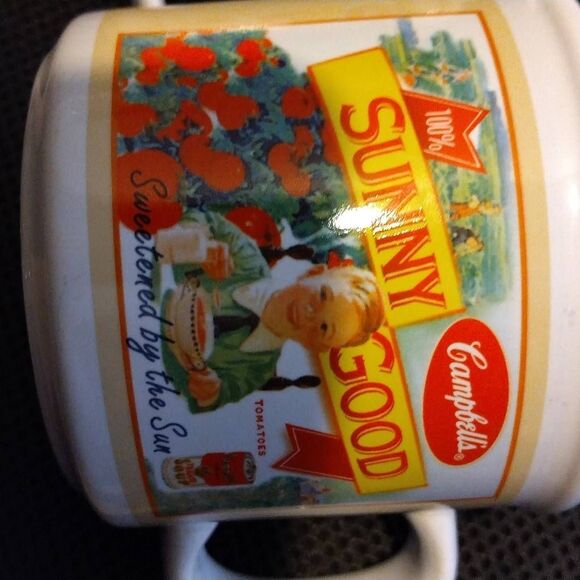 100%
SUNNY
GOOD
Campbell's®
TOMATOES
Sweetened by the Sun